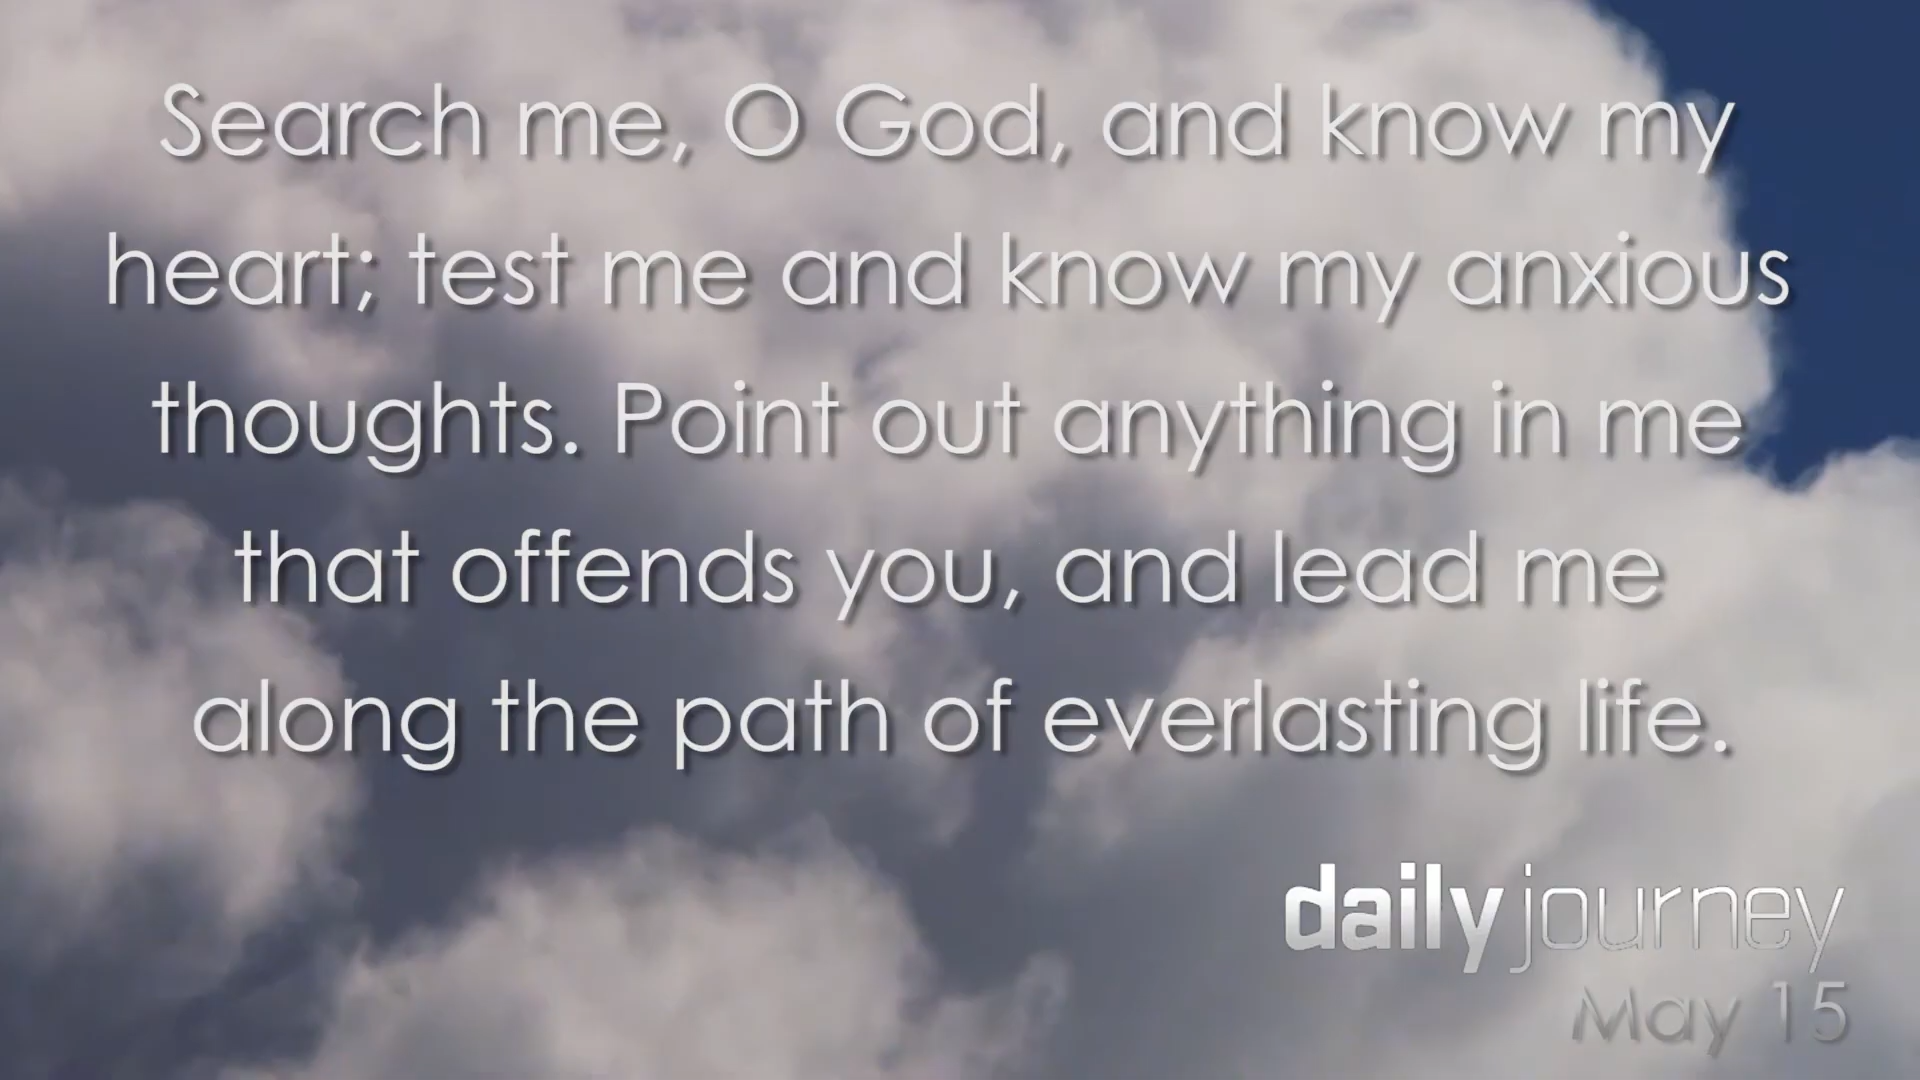 Search me, O God, and know my
heart; test me and know my anxious
thoughts. Point out anything in me
that offends you, and lead me
along the path of everlasting life.
dailyjourney
May 15